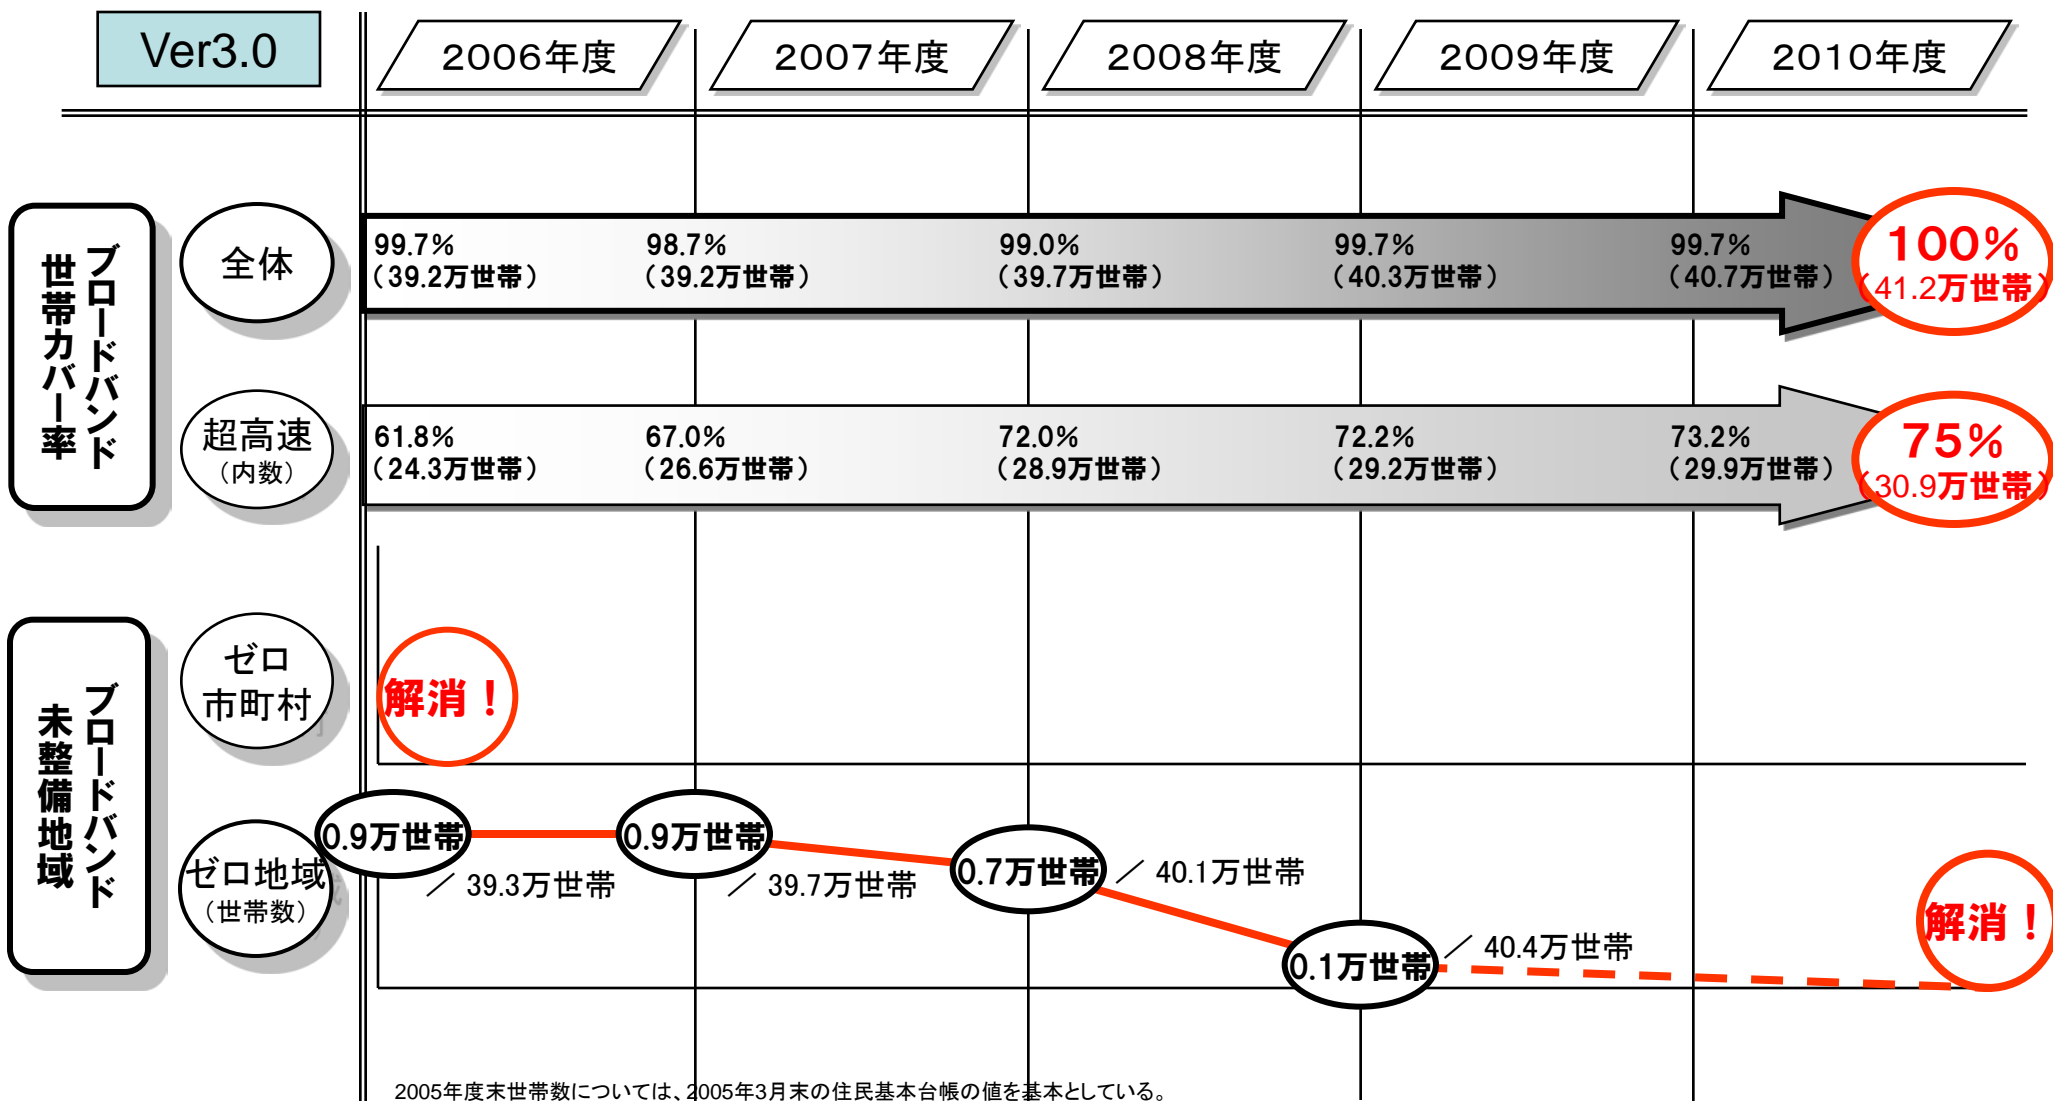 Ver3.0
2006年度
2007年度
2008年度
2009年度
2010年度
ブロードバンド
世帯カバー率
全体
99.7%
（39.2万世帯）
98.7%
（39.2万世帯）
99.0%
（39.7万世帯）
99.7%
（40.3万世帯）
99.7%
（40.7万世帯）
100%
（41.2万世帯）
超高速
（内数）
61.8%
（24.3万世帯）
67.0%
（26.6万世帯）
72.0%
（28.9万世帯）
72.2%
（29.2万世帯）
73.2%
（29.9万世帯）
75%
（30.9万世帯）
ブロードバンド
未整備地域
ゼロ
市町村
解消！
ゼロ地域
（世帯数）
0.9万世帯
／ 39.3万世帯
0.9万世帯
／ 39.7万世帯
0.7万世帯
／ 40.1万世帯
0.1万世帯
／ 40.4万世帯
解消！
2005年度末世帯数については、2005年3月末の住民基本台帳の値を基本としている。